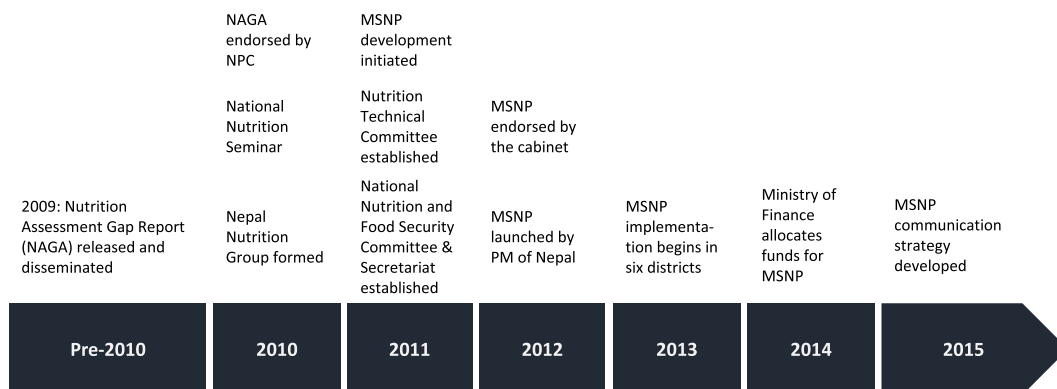 NAGA
endorsed by
NPC
MSNP
development
initiated
National
Nutrition
Seminar
Nutrition
Technical
Committee
established
MSNP
endorsed by
the cabinet
2009: Nutrition
Assessment Gap Report
(NAGA) released and
disseminated
Nepal
Nutrition
Group formed
National
Nutrition and
Food Security
Committee &
Secretariat
established
MSNP
launched by
PM of Nepal
MSNP
implementa-
tion begins in
six districts
Ministry of
Finance
allocates
funds for
MSNP
MSNP
communication
strategy
developed
Pre-2010
2010
2011
2012
2013
2014
2015